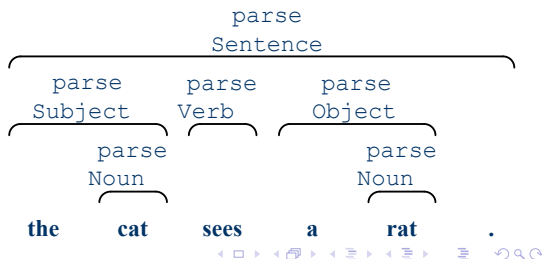 parse
Sentence
parse parse parse
Subject Verb Object
parse parse
Noun Noun
the cat sees a rat .